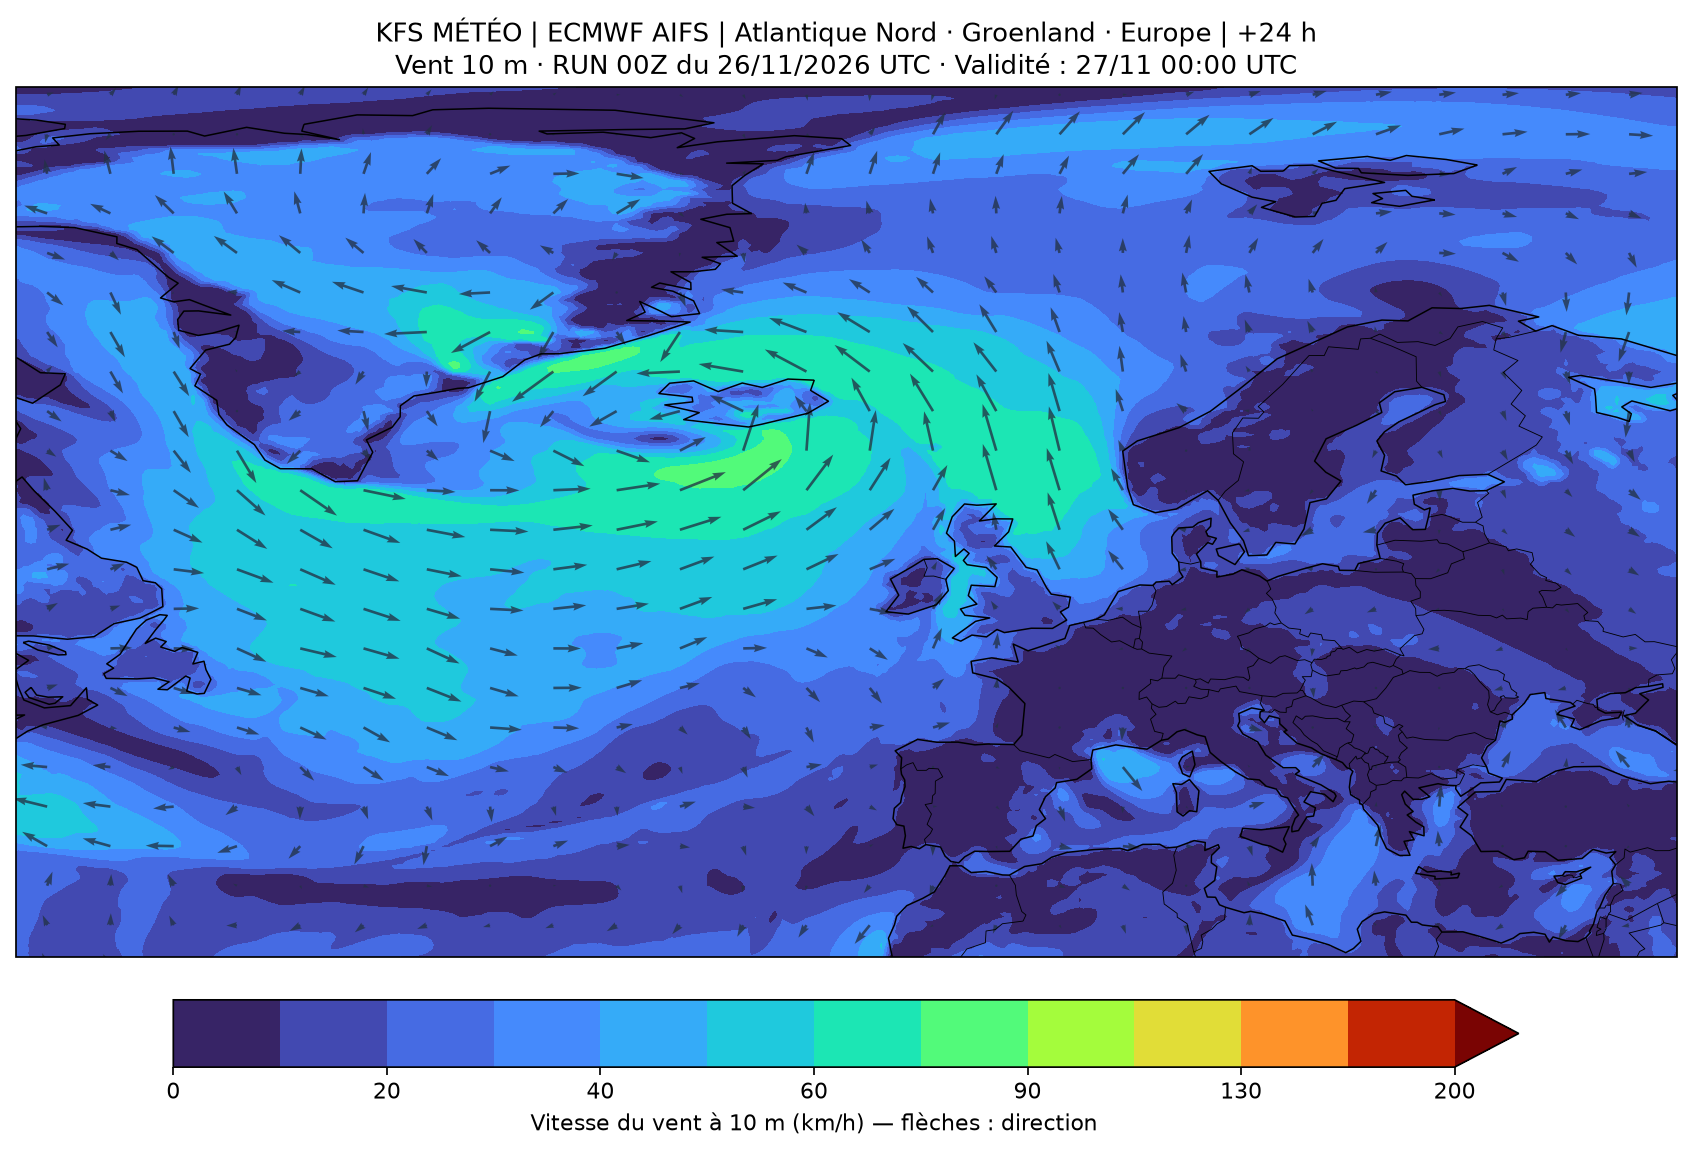 KFS MÉTÉO | ECMWF AIFS | Atlantique Nord · Groenland · Europe | +24 h
Vent 10 m · RUN 00Z du 26/11/2026 UTC · Validité : 27/11 00:00 UTC
0 20 40 60 90 130 200
Vitesse du vent à 10 m (km/h) — flèches : direction